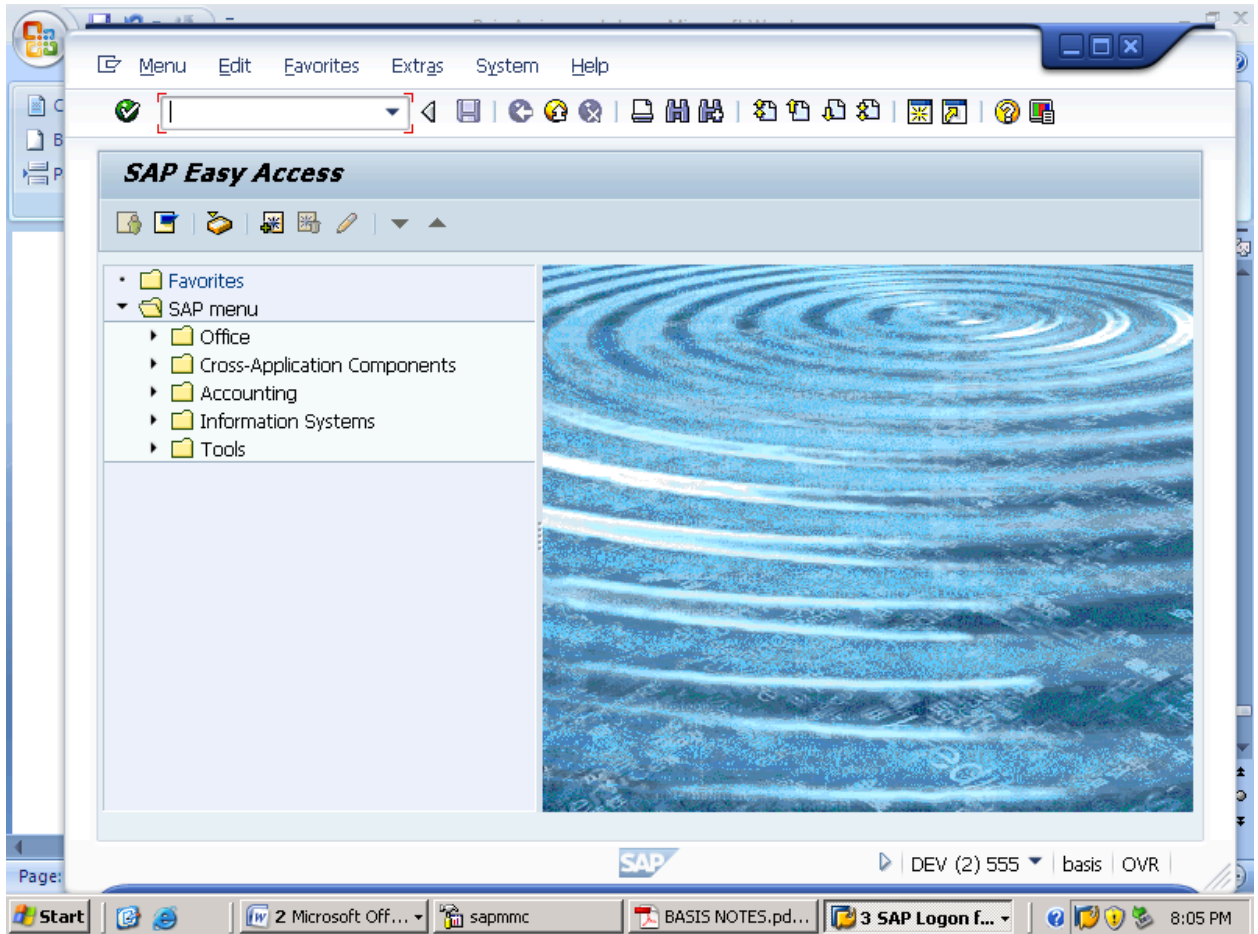 Menu Edit Favorites Extras System Help
SAP Easy Access
Favorites
SAP menu
Office
Cross-Application Components
Accounting
Information Systems
Tools
SAP
DEV (2) 555 basis OVR
Page:
Start 2 Microsoft Off... sapmmc BASIS NOTES.pd... 3 SAP Logon f... 8:05 PM